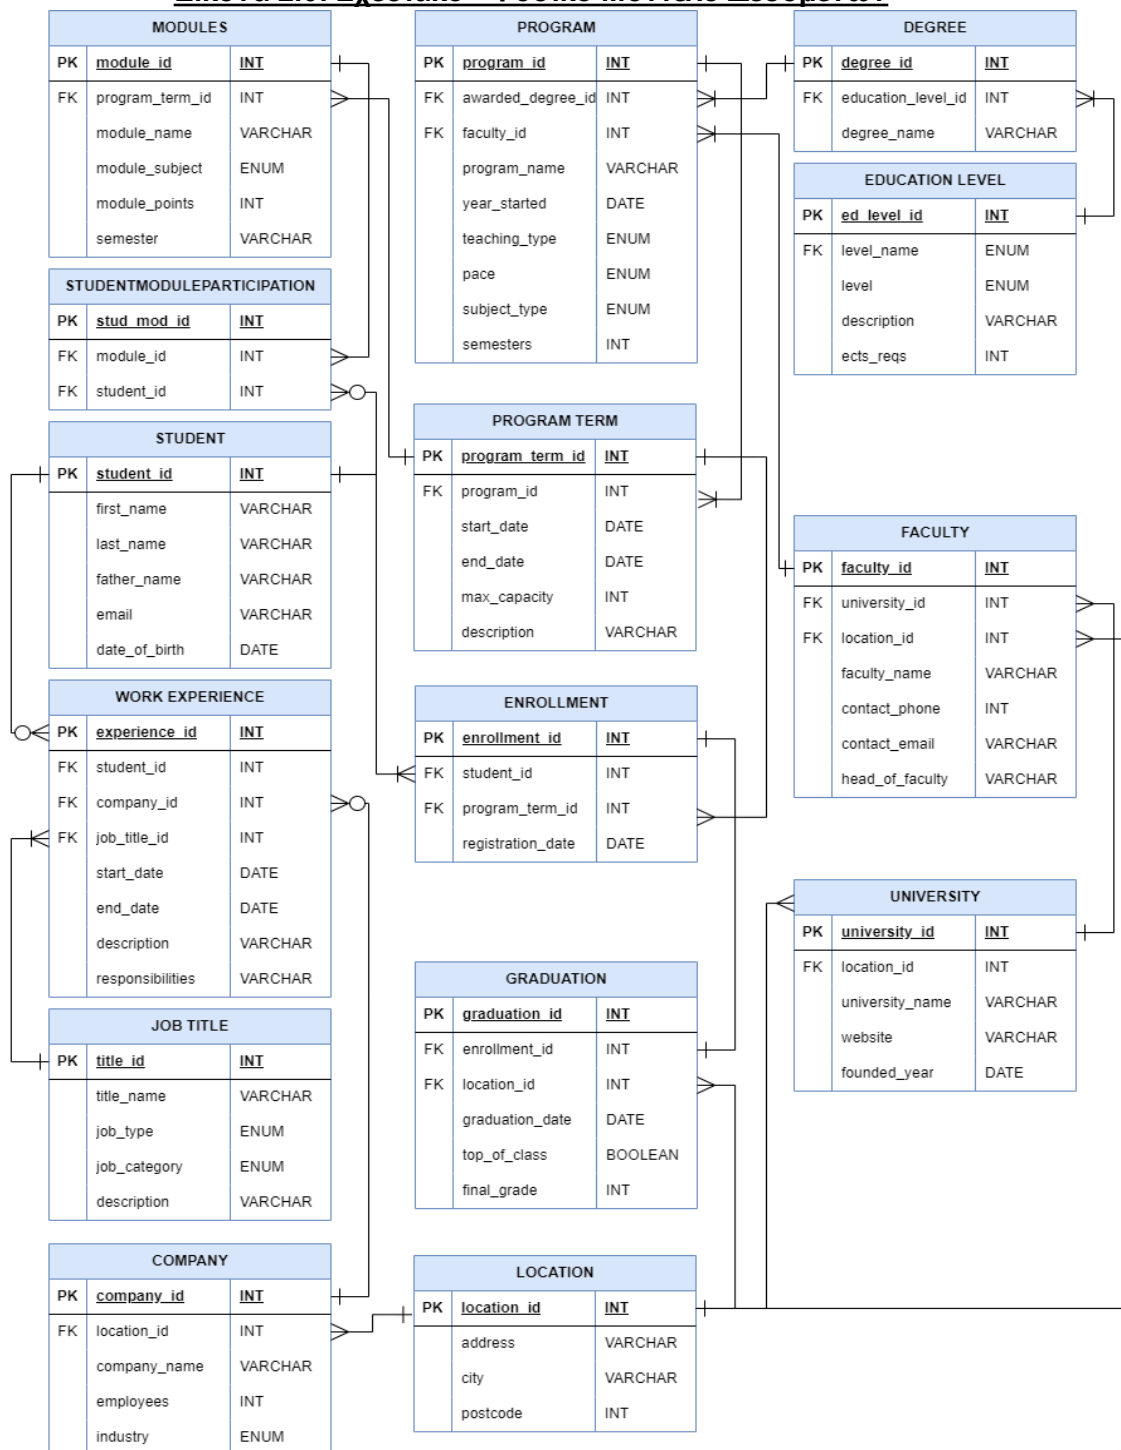 MODULES
PK module_id INT
FK program_term_id INT
module_name VARCHAR
module_subject ENUM
module_points INT
semester VARCHAR
STUDENTMODULEPARTICIPATION
PK stud_mod_id INT
FK module_id INT
FK student_id INT
STUDENT
PK student_id INT
first_name VARCHAR
last_name VARCHAR
father_name VARCHAR
email VARCHAR
date_of_birth DATE
WORK EXPERIENCE
PK experience_id INT
FK student_id INT
FK company_id INT
FK job_title_id INT
start_date DATE
end_date DATE
description VARCHAR
responsibilities VARCHAR
JOB TITLE
PK title_id INT
title_name VARCHAR
job_type ENUM
job_category ENUM
description VARCHAR
COMPANY
PK company_id INT
FK location_id INT
company_name VARCHAR
employees INT
industry ENUM
PROGRAM
PK program_id INT
FK awarded_degree_id INT
FK faculty_id INT
program_name VARCHAR
year_started DATE
teaching_type ENUM
pace ENUM
subject_type ENUM
semesters INT
PROGRAM TERM
PK program_term_id INT
FK program_id INT
start_date DATE
end_date DATE
max_capacity INT
description VARCHAR
ENROLLMENT
PK enrollment_id INT
FK student_id INT
FK program_term_id INT
registration_date DATE
GRADUATION
PK graduation_id INT
FK enrollment_id INT
FK location_id INT
graduation_date DATE
top_of_class BOOLEAN
final_grade INT
LOCATION
PK location_id INT
address VARCHAR
city VARCHAR
postcode INT
DEGREE
PK degree_id INT
FK education_level_id INT
degree_name VARCHAR
EDUCATION LEVEL
PK ed_level_id INT
FK level_name ENUM
level ENUM
description VARCHAR
ects_reqs INT
FACULTY
PK faculty_id INT
FK university_id INT
FK location_id INT
faculty_name VARCHAR
contact_phone INT
contact_email VARCHAR
head_of_faculty VARCHAR
UNIVERSITY
PK university_id INT
FK location_id INT
university_name VARCHAR
website VARCHAR
founded_year DATE